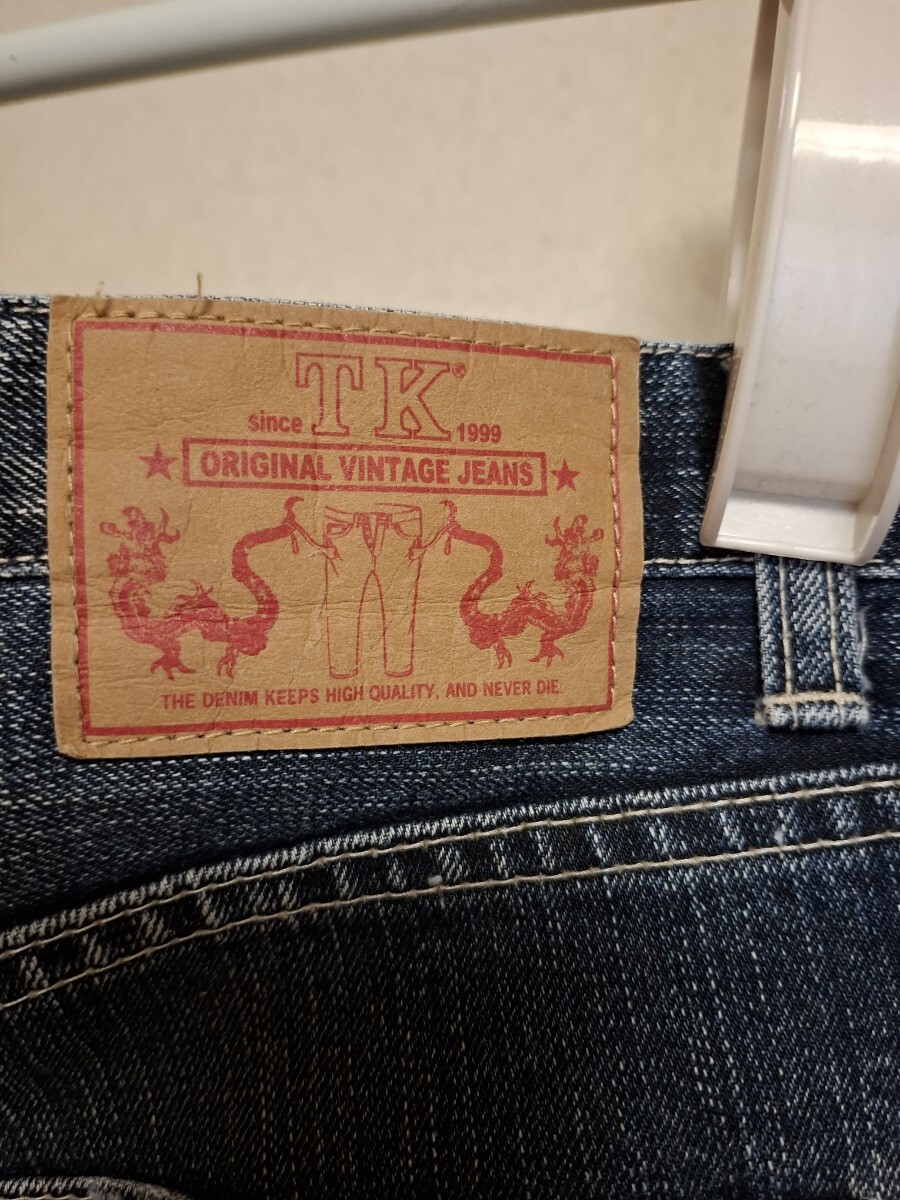 TK®
since 1999
ORIGINAL VINTAGE JEANS
THE DENIM KEEPS HIGH QUALITY, AND NEVER DIE.